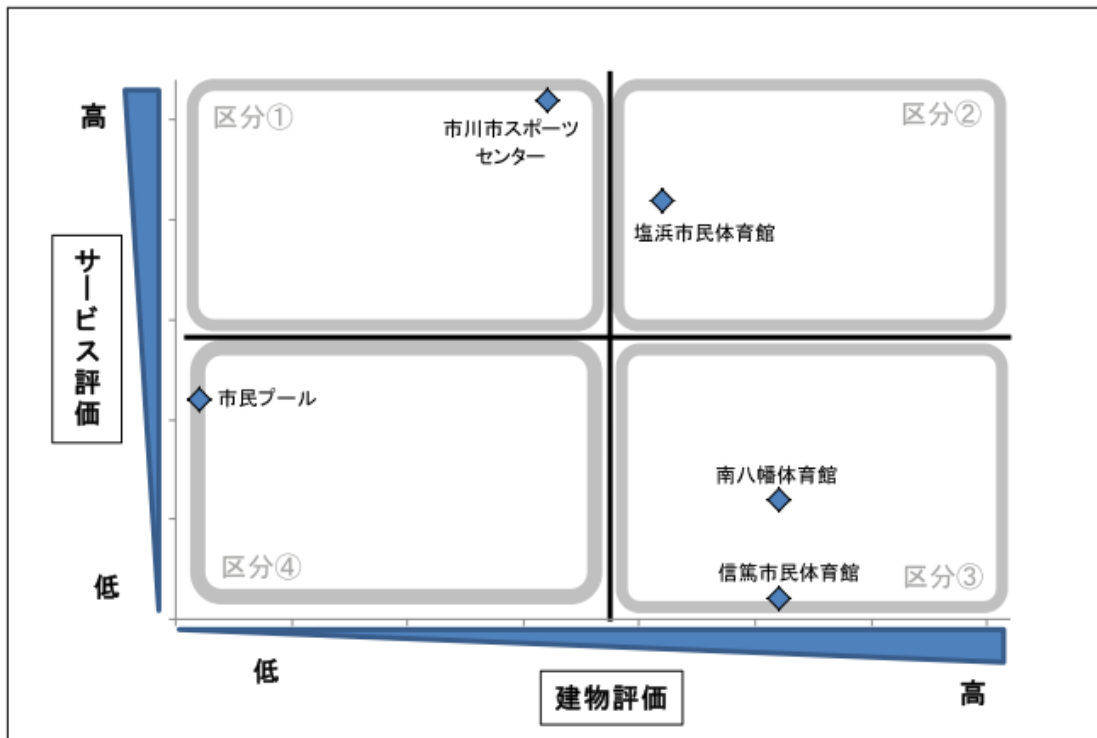 高
区分①
市川市スポーツ
センター
区分②
塩浜市民体育館
サービス評価
市民プール
南八幡体育館
信篤市民体育館
区分④
区分③
低
低
建物評価
高